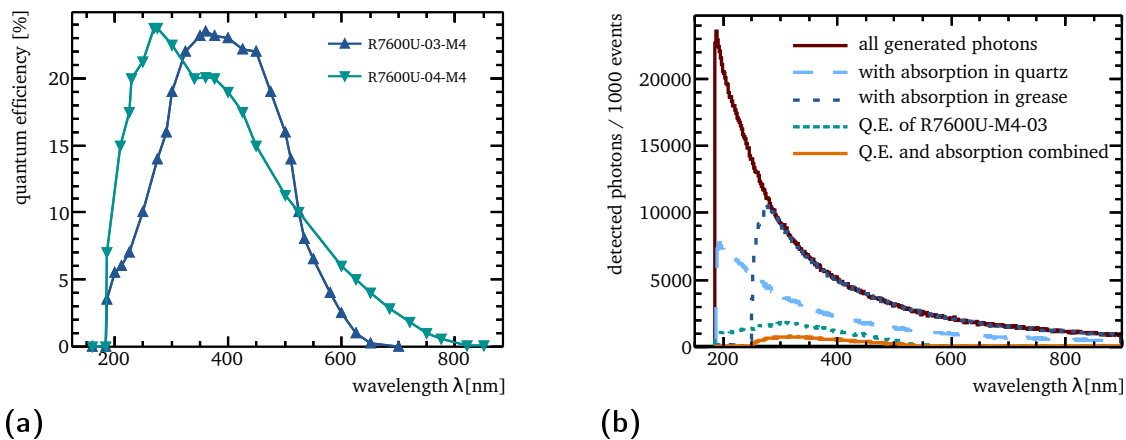 quantum efficiency [%]
20
15
10
5
0
R7600U-03-M4
R7600U-04-M4
200
400
600
800
wavelength λ[nm]
(a)
detected photons / 1000 events
20000
15000
10000
5000
0
all generated photons
with absorption in quartz
with absorption in grease
Q.E. of R7600U-M4-03
Q.E. and absorption combined
200
400
600
800
wavelength λ[nm]
(b)